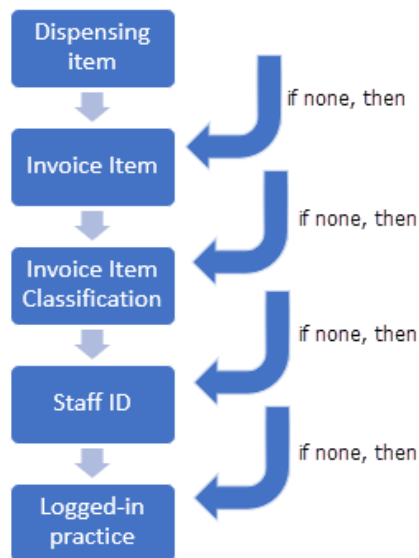 Dispensing
item
if none, then
Invoice Item
if none, then
Invoice Item
Classification
if none, then
Staff ID
if none, then
Logged-in
practice